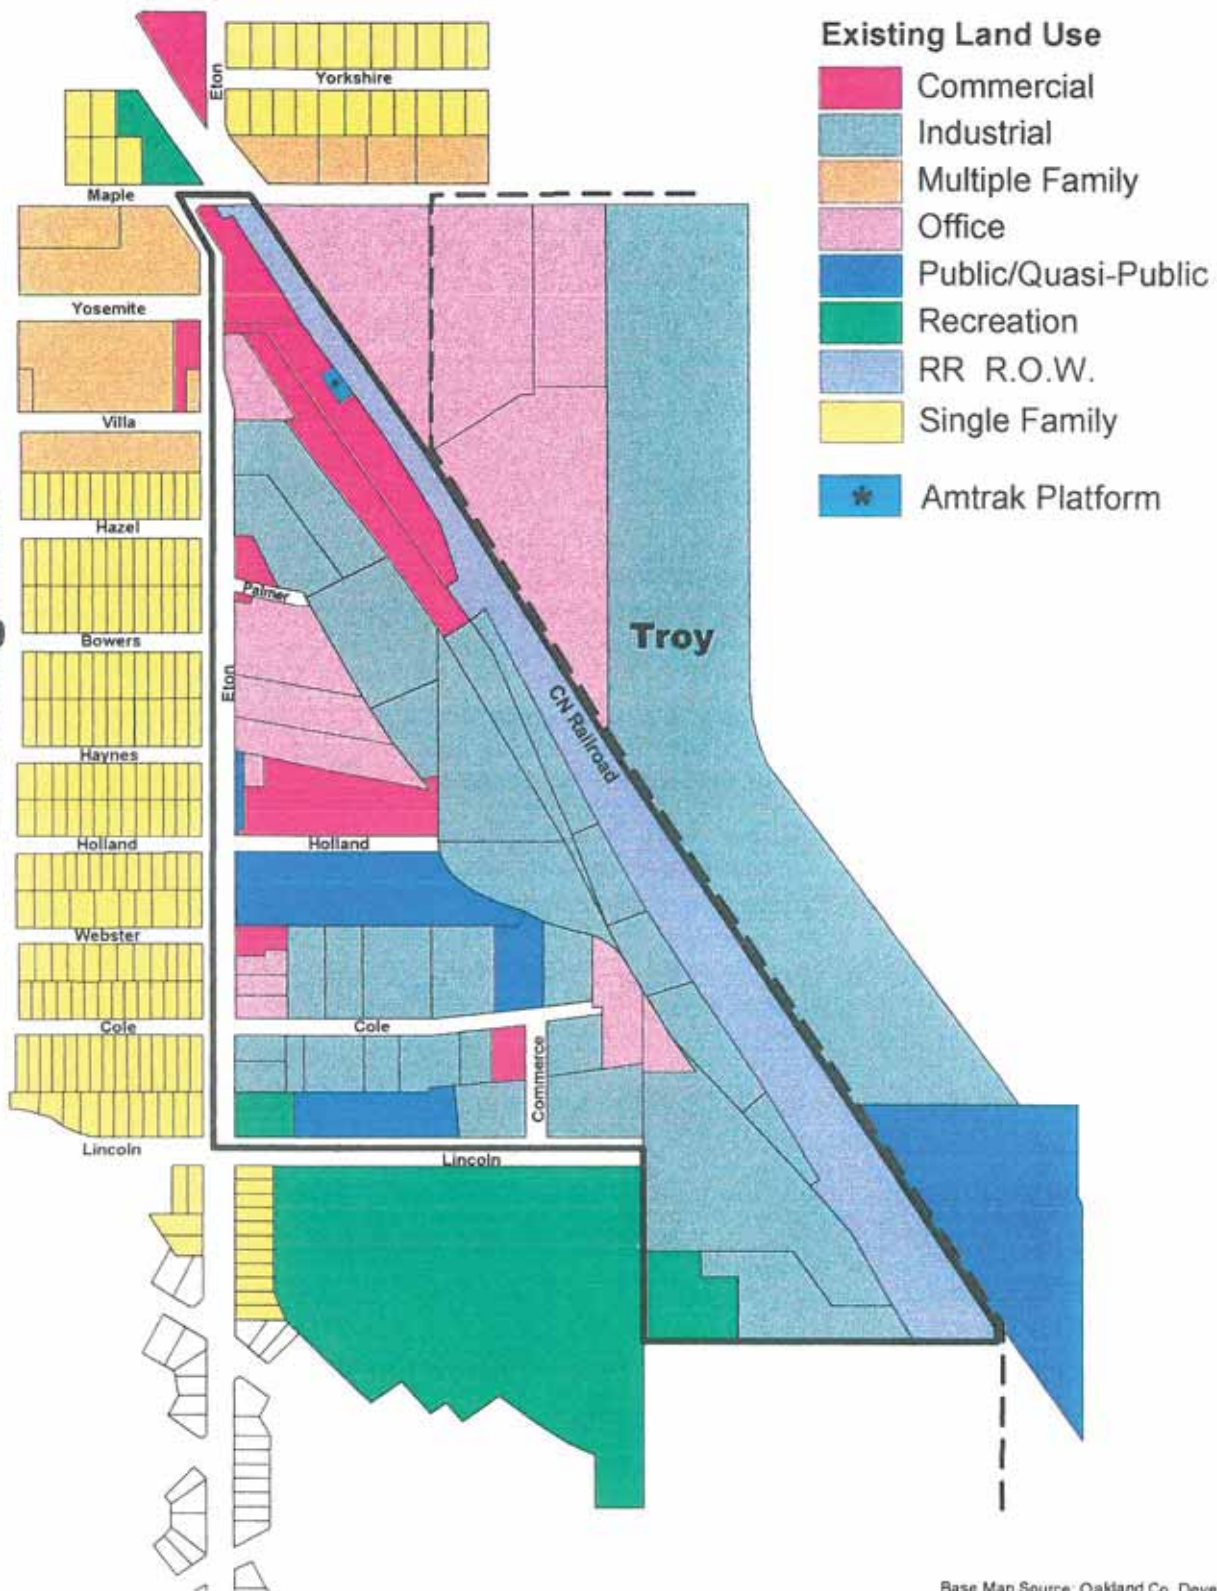 Existing Land Use
Commercial
Industrial
Multiple Family
Office
Public/Quasi-Public
Recreation
RR R.O.W.
Single Family
* Amtrak Platform
Eton
Yorkshire
Maple
Yosemite
Villa
Hazel
Palmer
Bowers
Troy
Eton
CN Railroad
Haynes
Holland
Holland
Webster
Cole
Cole
Commerce
Lincoln
Lincoln
Base Map Source: Oakland Co.